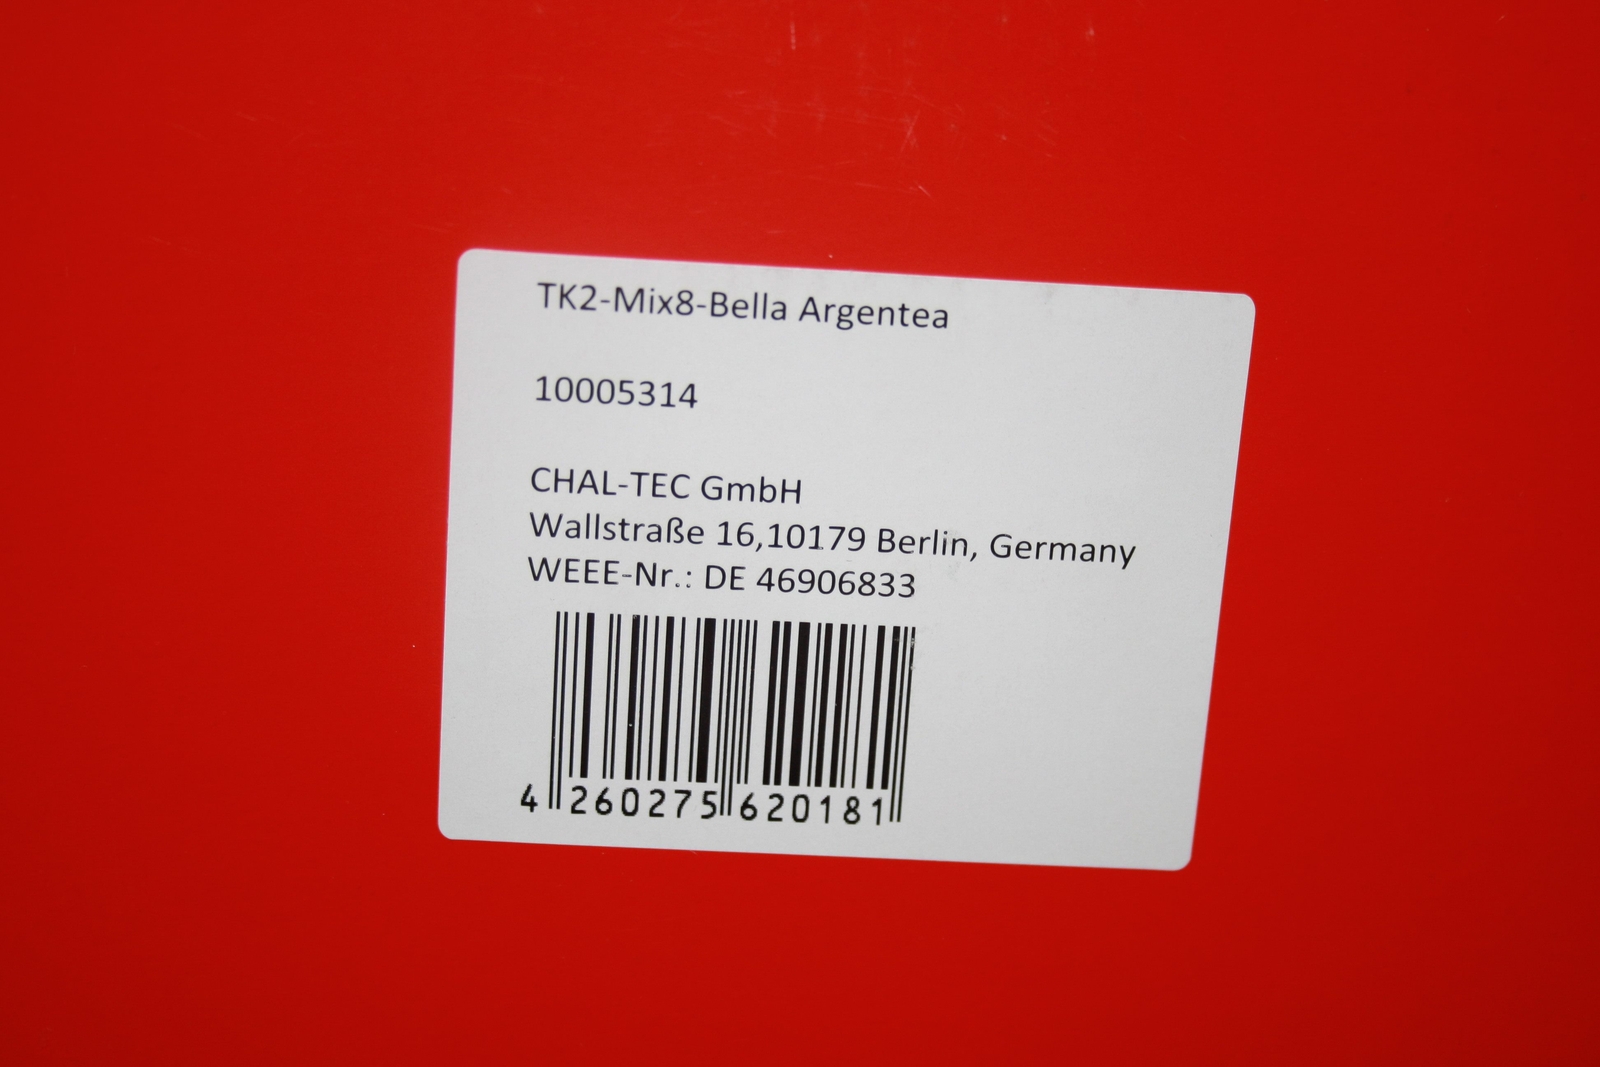 TK2-Mix8-Bella Argentea
10005314
CHAL-TEC GmbH
Wallstraße 16,10179 Berlin, Germany
WEEE-Nr.: DE 46906833
4 260275 620181